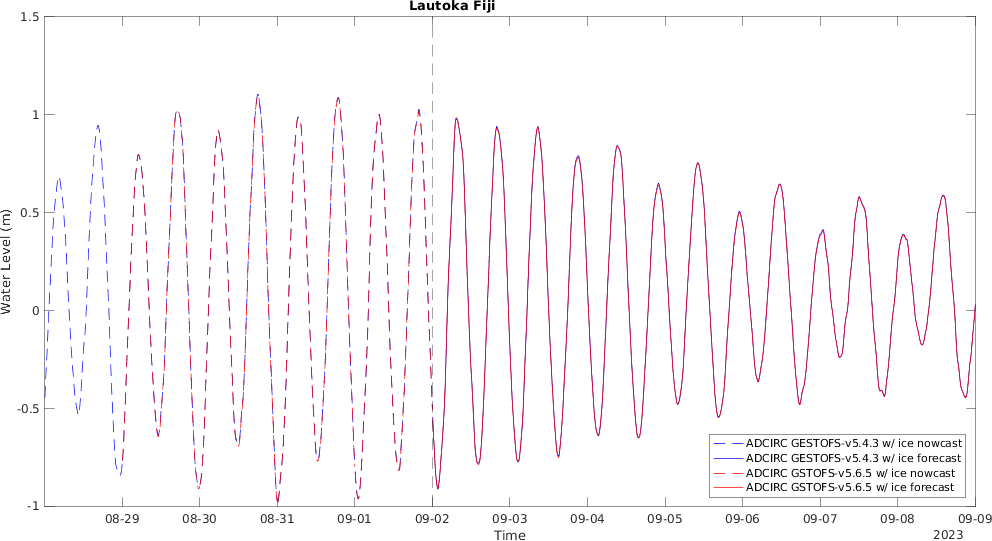 Lautoka Fiji
1.5
1
0.5
0
-0.5
-1
Water Level (m)
ADCIRC GESTOFS-v5.4.3 w/ ice nowcast
ADCIRC GESTOFS-v5.4.3 w/ ice forecast
ADCIRC GSTOFS-v5.6.5 w/ ice nowcast
ADCIRC GSTOFS-v5.6.5 w/ ice forecast
08-29 08-30 08-31 09-01 09-02 09-03 09-04 09-05 09-06 09-07 09-08 09-09
Time
2023